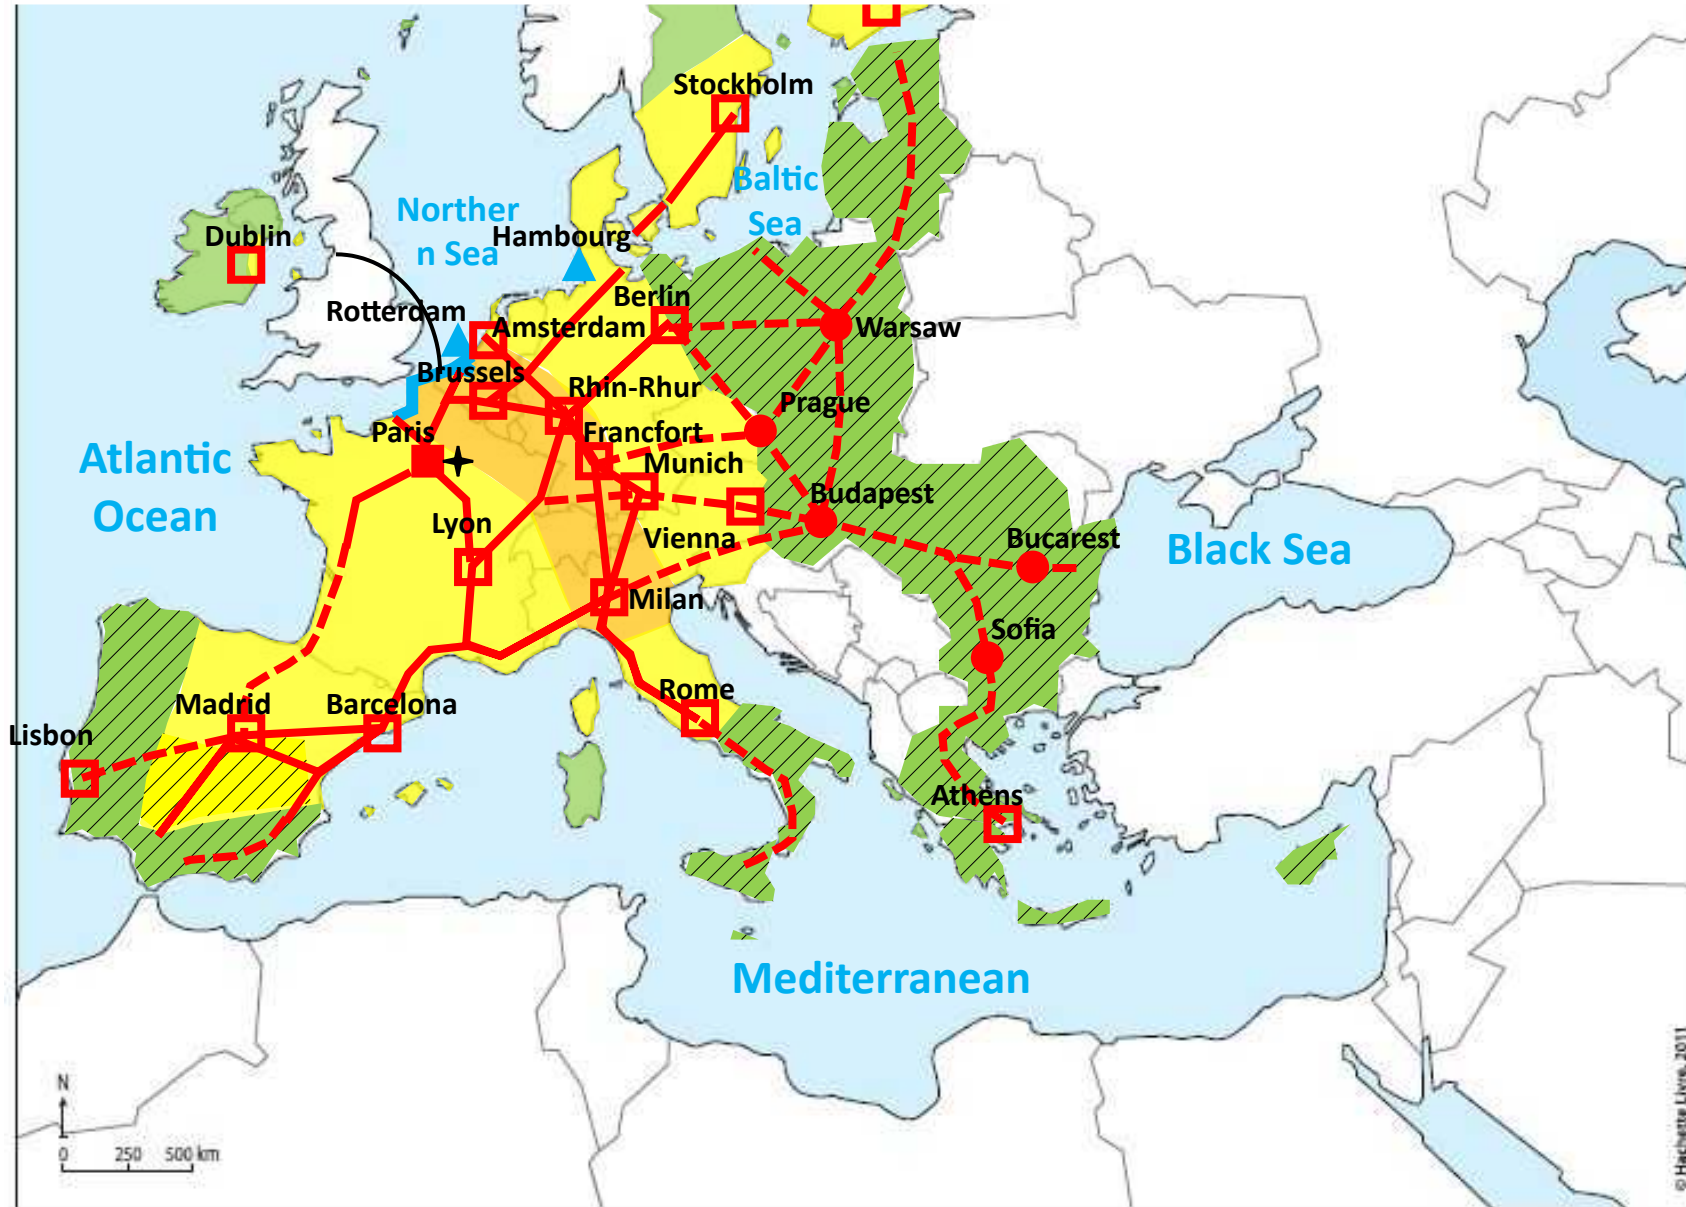 Stockholm
Baltic
Sea
Norther
n Sea
Hambourg
Dublin
Berlin
Rotterdam
Amsterdam
Warsaw
Brussels
Rhin-Rhur
Prague
Paris
Francfort
Atlantic
Ocean
Munich
Budapest
Lyon
Vienna
Bucarest
Black Sea
Milan
Sofia
Rome
Madrid
Barcelona
Lisbon
Athens
Mediterranean
N
0 250 500 km
© Hachette Livre, 2011